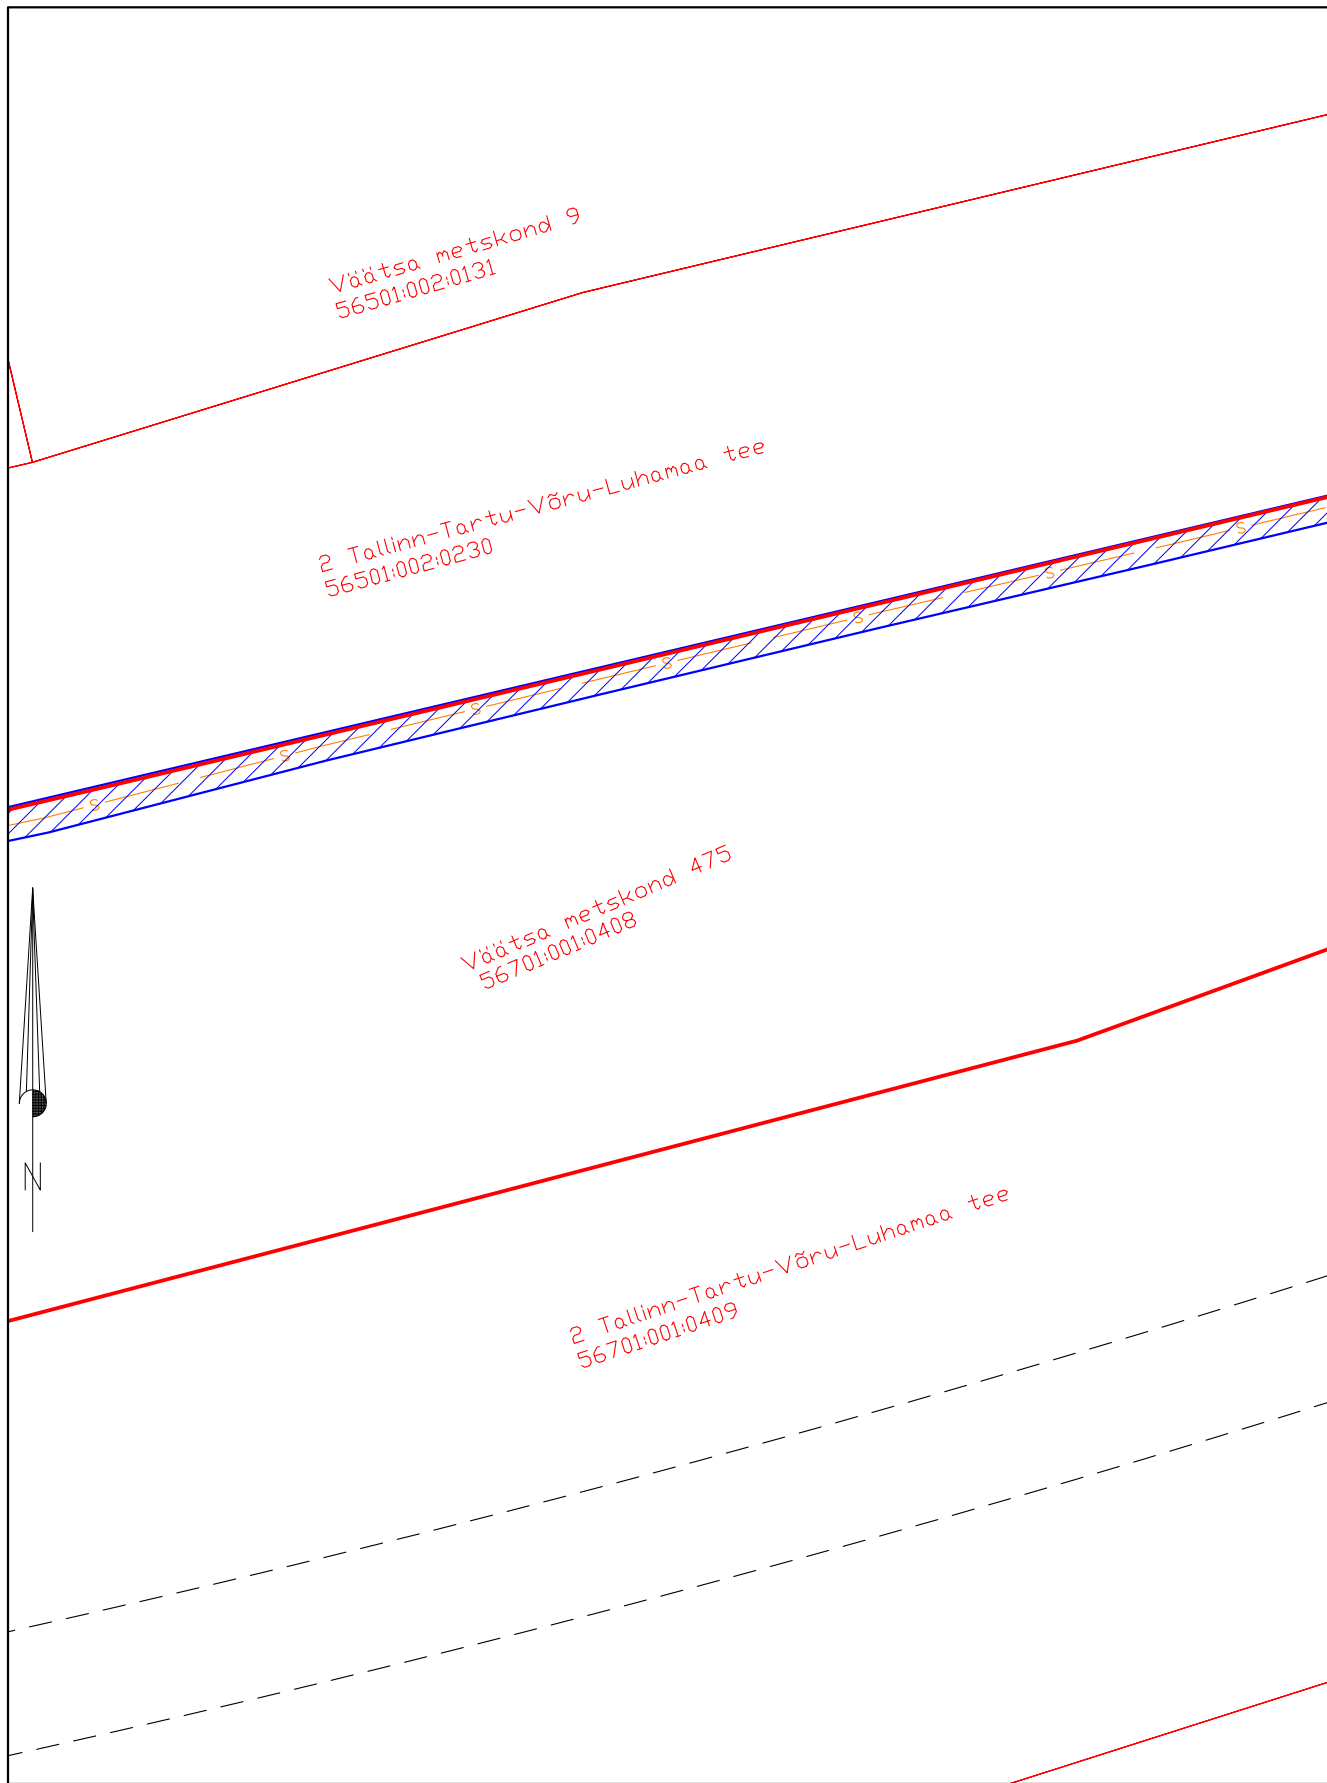 Väätsa metskond 9
56501:002:0131
2 Tallinn-Tartu-Võru-Luhamaa tee
56501:002:0230
S
S
S
S
S
S
S
Väätsa metskond 475
56701:001:0408
N
2 Tallinn-Tartu-Võru-Luhamaa tee
56701:001:0409